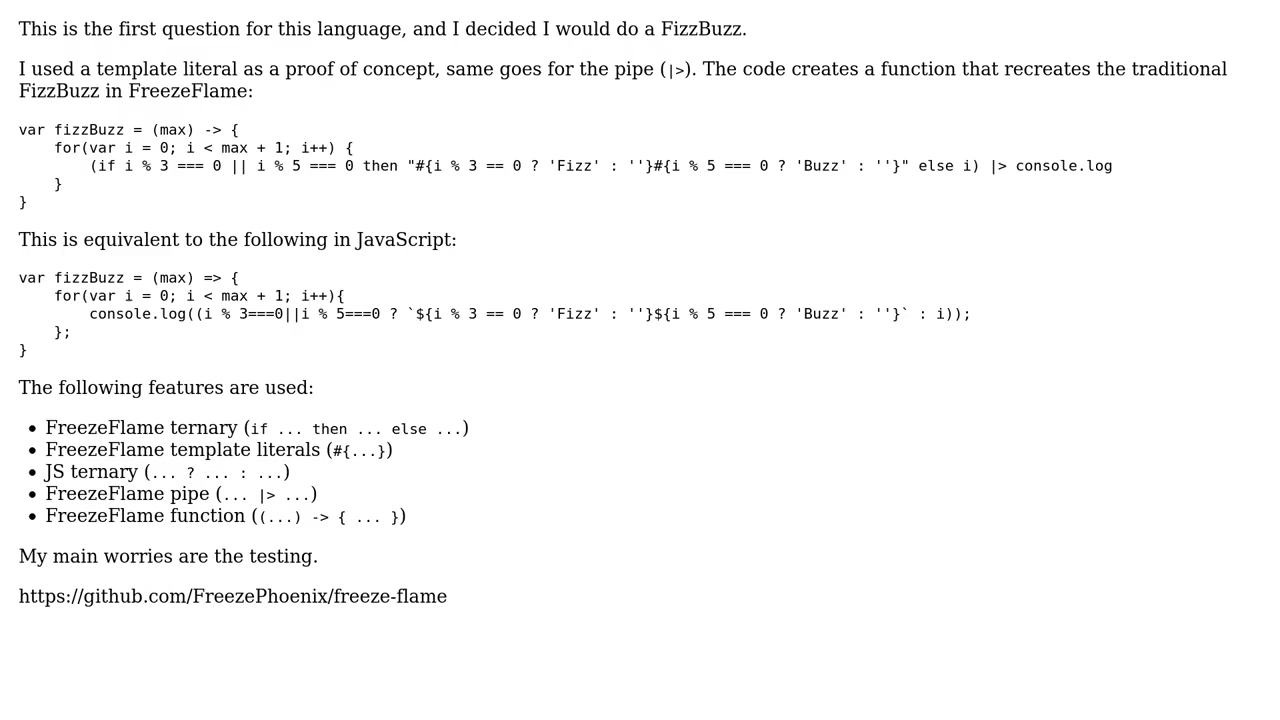 This is the first question for this language, and I decided I would do a FizzBuzz.
I used a template literal as a proof of concept, same goes for the pipe (|>). The code creates a function that recreates the traditional
FizzBuzz in FreezeFlame:
var fizzBuzz = (max) -> {
    for(var i = 0; i < max + 1; i++) {
        (if i % 3 === 0 || i % 5 === 0 then "#{i % 3 == 0 ? 'Fizz' : ''}#{i % 5 === 0 ? 'Buzz' : ''}" else i) |> console.log
    }
}
This is equivalent to the following in JavaScript:
var fizzBuzz = (max) => {
    for(var i = 0; i < max + 1; i++){
        console.log((i % 3===0||i % 5===0 ? `${i % 3 == 0 ? 'Fizz' : ''}${i % 5 === 0 ? 'Buzz' : ''}` : i));
    };
}
The following features are used:
• FreezeFlame ternary (if ... then ... else ...)
• FreezeFlame template literals (#{...})
• JS ternary (... ? ... : ...)
• FreezeFlame pipe (... |> ...)
• FreezeFlame function ((...) -> { ... })
My main worries are the testing.
https://github.com/FreezePhoenix/freeze-flame